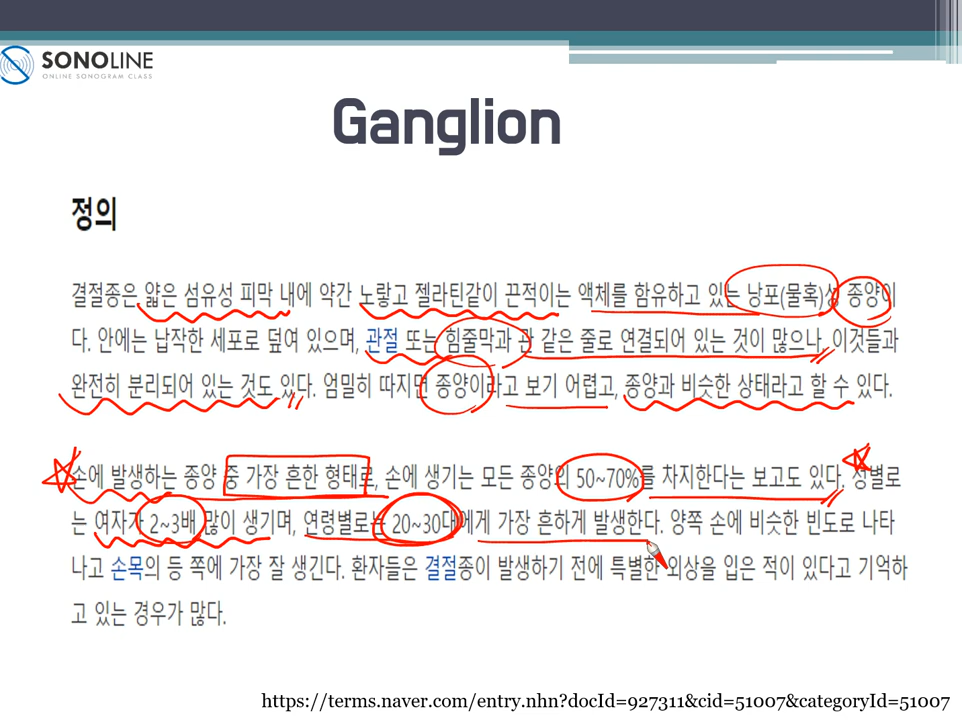 SONOLINE
ONLINE SONOGRAM CLASS
Ganglion
정의
결절종은 얇은 섬유성 피막 내에 약간 노랗고 젤라틴같이 끈적이는 액체를 함유하고 있는 낭포(물혹)성 종양이
다. 안에는 납작한 세포로 덮여 있으며, 관절 또는 힘줄막과 관 같은 줄로 연결되어 있는 것이 많으나, 이것들과
완전히 분리되어 있는 것도 있다. 엄밀히 따지면 종양이라고 보기 어렵고, 종양과 비슷한 상태라고 할 수 있다.
손에 발생하는 종양 중 가장 흔한 형태로, 손에 생기는 모든 종양의 50~70%를 차지한다는 보고도 있다. 성별로
는 여자가 2~3배 많이 생기며, 연령별로는 20~30대에게 가장 흔하게 발생한다. 양쪽 손에 비슷한 빈도로 나타
나고 손목의 등 쪽에 가장 잘 생긴다. 환자들은 결절종이 발생하기 전에 특별한 외상을 입은 적이 있다고 기억하
고 있는 경우가 많다.
https://terms.naver.com/entry.nhn?docId=927311&cid=51007&categoryId=51007